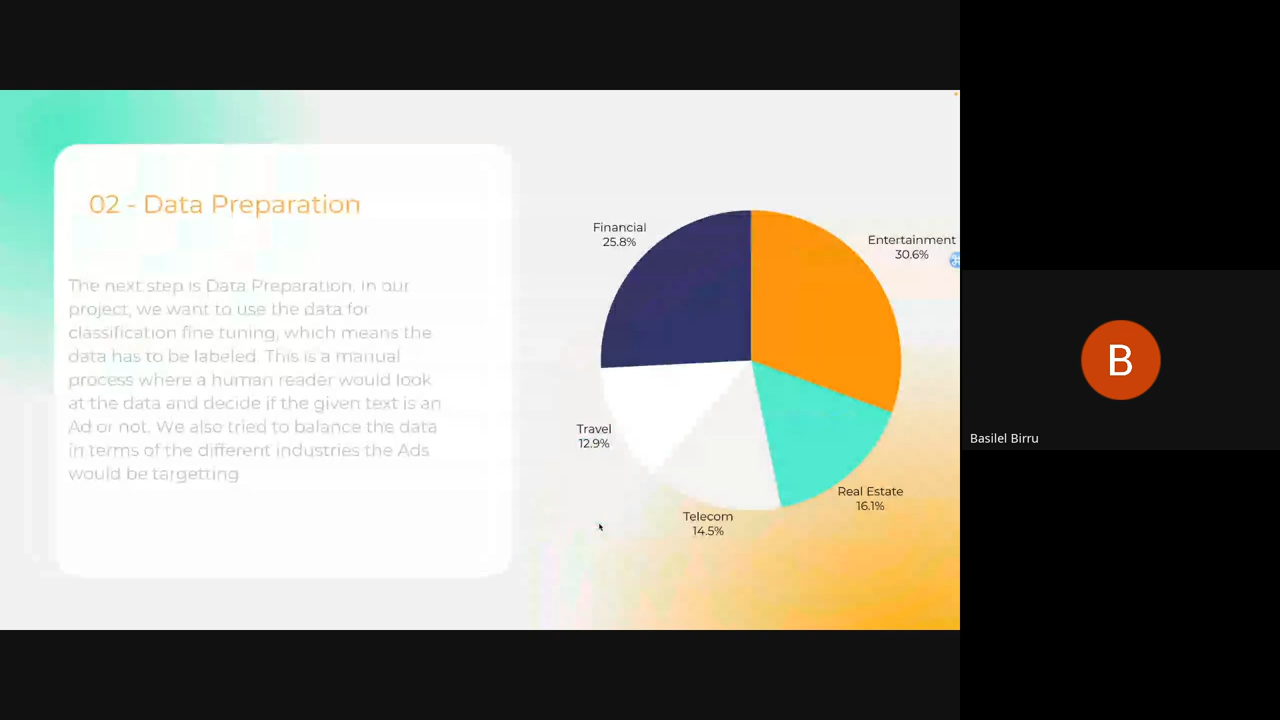 02 - Data Preparation
The next step is Data Preparation. In our
project, we want to use the data for
classification fine tuning, which means the
data has to be labeled. This is a manual
process where a human reader would look
at the data and decide if the given text is an
Ad or not. We also tried to balance the data
in terms of the different industries the Ads
would be targetting
Financial
25.8%
Entertainment
30.6%
Travel
12.9%
Telecom
14.5%
Real Estate
16.1%
B
Basilel Birru